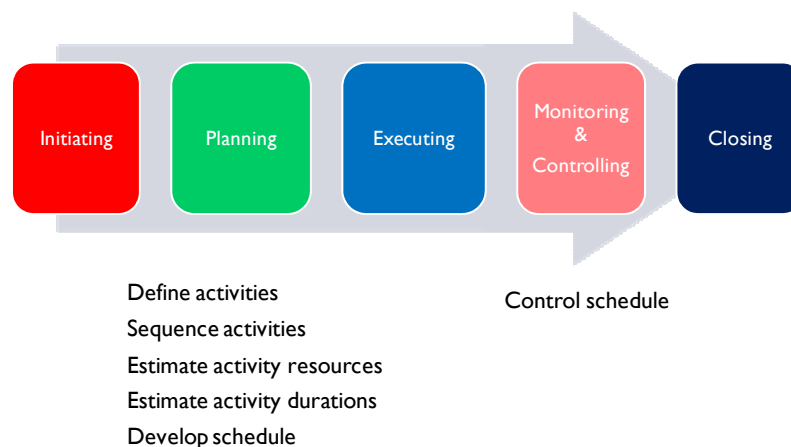 Initiating
Planning
Executing
Monitoring
&
Controlling
Closing
Define activities
Sequence activities
Estimate activity resources
Estimate activity durations
Develop schedule
Control schedule